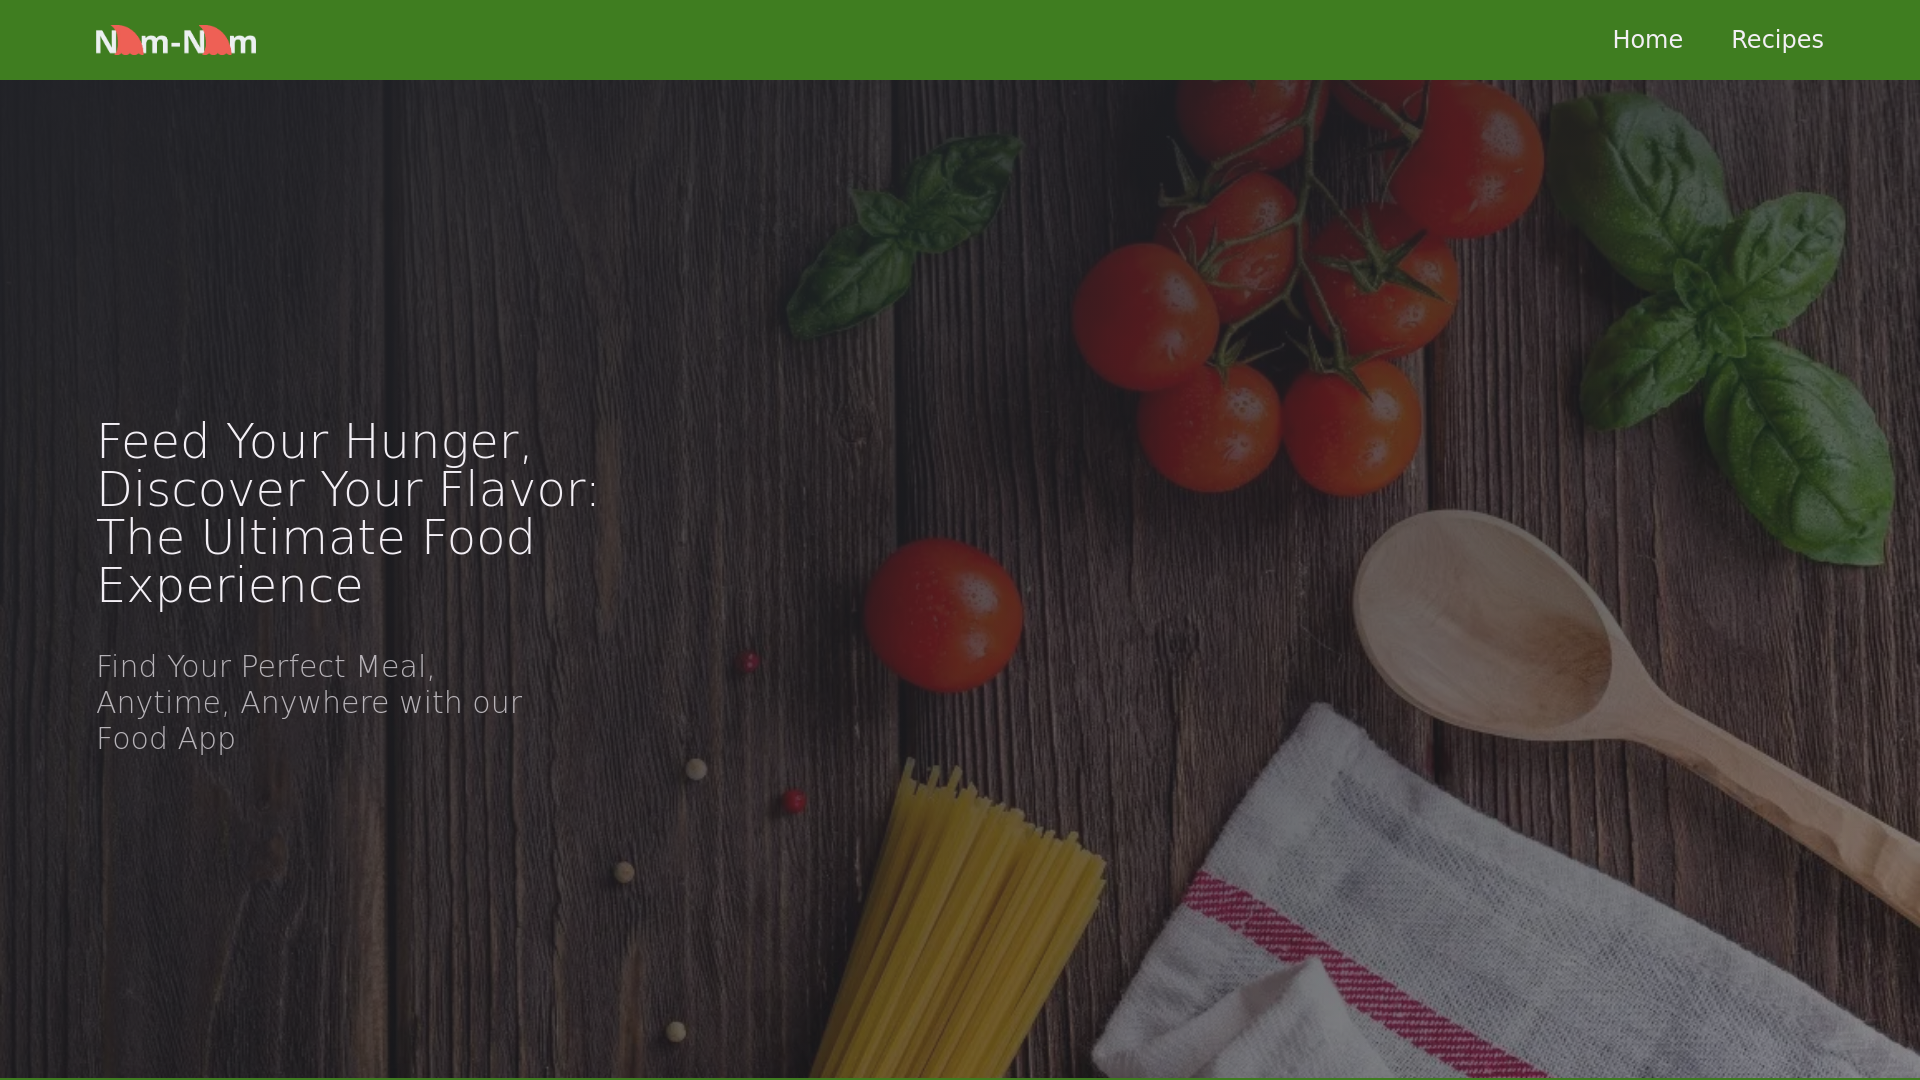 Nom-Nom
Home
Recipes
Feed Your Hunger,
Discover Your Flavor:
The Ultimate Food
Experience
Find Your Perfect Meal,
Anytime, Anywhere with our
Food App